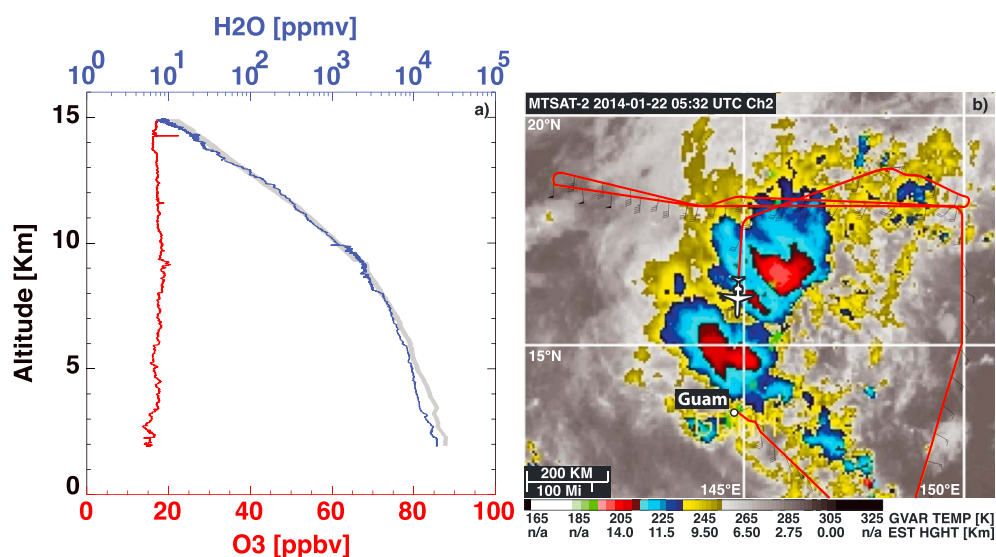 H2O [ppmv]
10^0 10^1 10^2 10^3 10^4 10^5
a)
15
10
5
0
Altitude [Km]
0 20 40 60 80 100
O3 [ppbv]
MTSAT-2 2014-01-22 05:32 UTC Ch2
b)
20°N
15°N
Guam
200 KM
100 Mi
145°E
150°E
165 185 205 225 245 265 285 305 325 GVAR TEMP [K]
n/a n/a 14.0 11.5 9.50 6.50 2.75 0.00 n/a EST HGHT [Km]